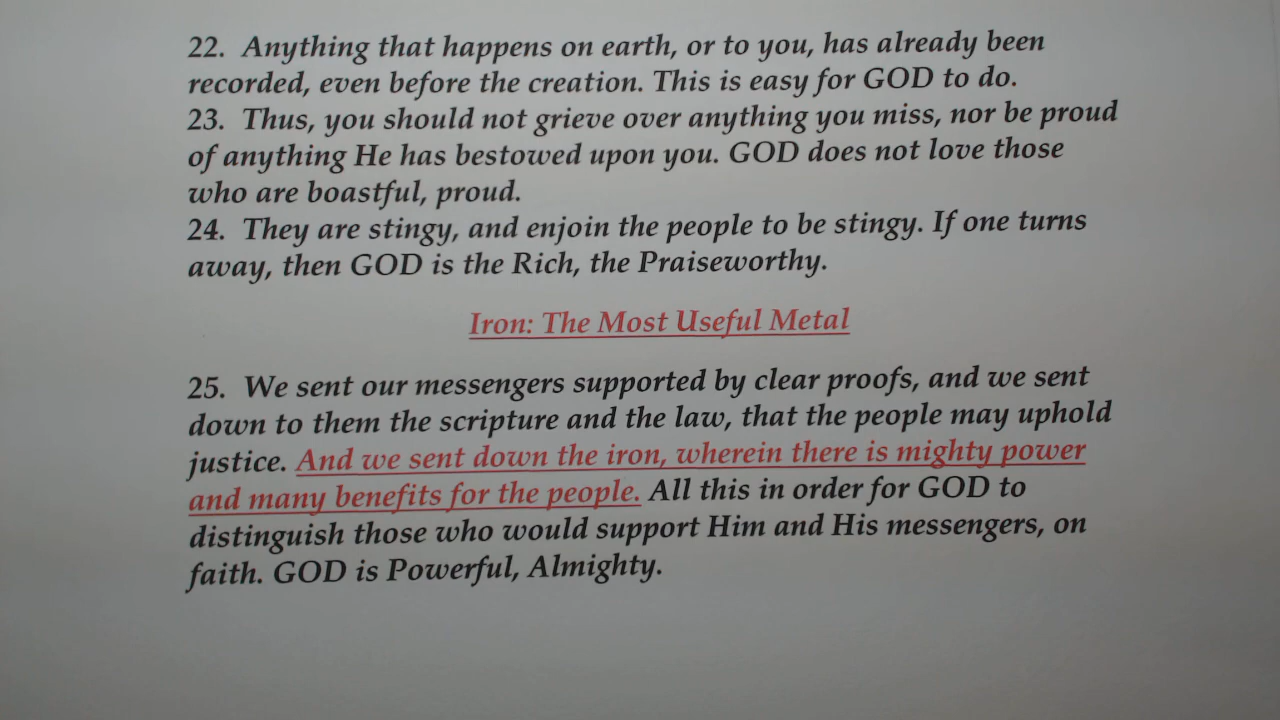 22. Anything that happens on earth, or to you, has already been
recorded, even before the creation. This is easy for GOD to do.
23. Thus, you should not grieve over anything you miss, nor be proud
of anything He has bestowed upon you. GOD does not love those
who are boastful, proud.
24. They are stingy, and enjoin the people to be stingy. If one turns
away, then GOD is the Rich, the Praiseworthy.
Iron: The Most Useful Metal
25. We sent our messengers supported by clear proofs, and we sent
down to them the scripture and the law, that the people may uphold
justice. And we sent down the iron, wherein there is mighty power
and many benefits for the people. All this in order for GOD to
distinguish those who would support Him and His messengers, on
faith. GOD is Powerful, Almighty.